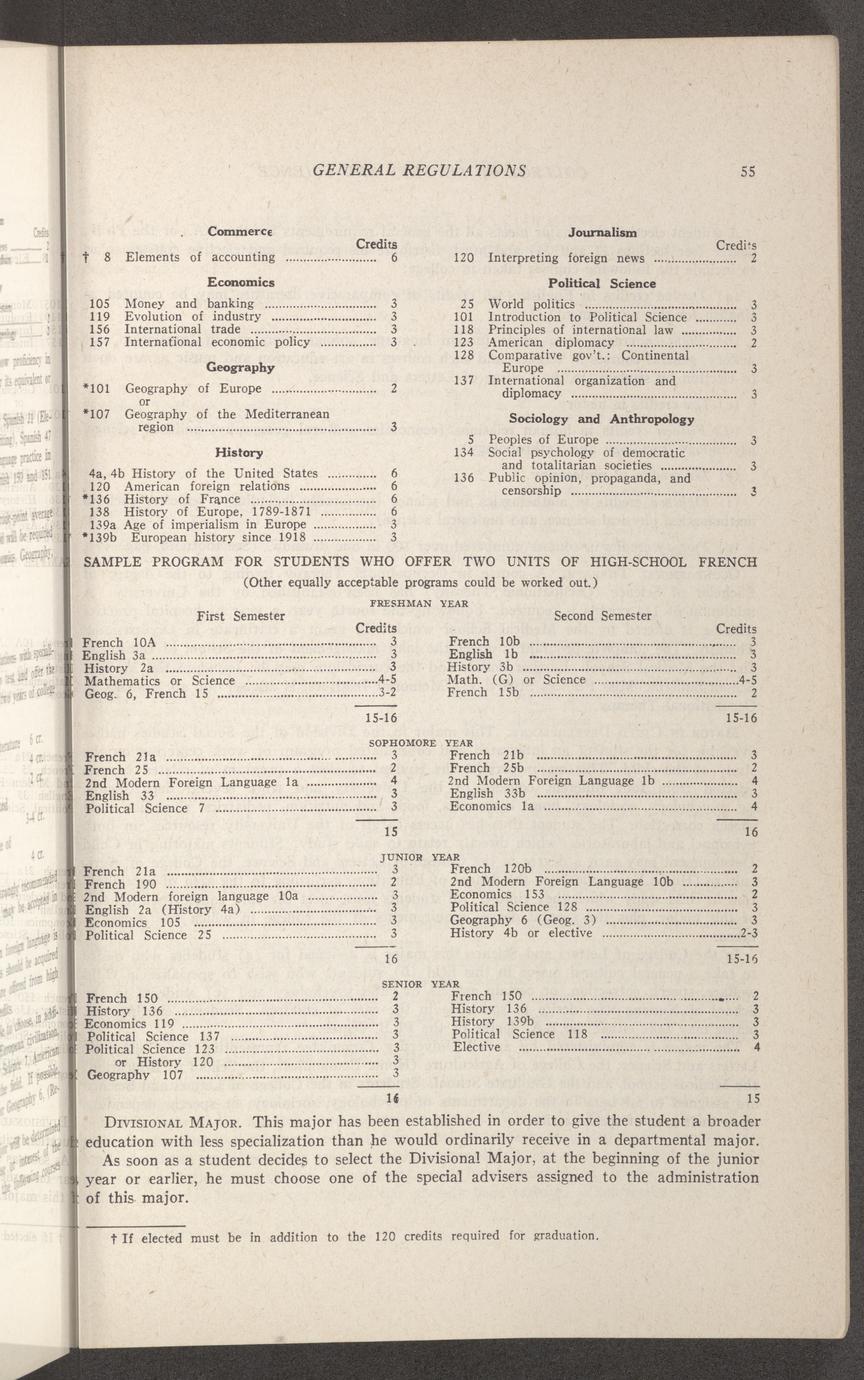 GENERAL REGULATIONS 55
Commerce
Credits
† 8 Elements of accounting 6
Economics
105 Money and banking 3
119 Evolution of industry 3
156 International trade 3
157 International economic policy 3
Geography
*101 Geography of Europe 2
or
*107 Geography of the Mediterranean
region 3
History
4a, 4b History of the United States 6
120 American foreign relations 6
*136 History of France 6
138 History of Europe, 1789-1871 6
139a Age of imperialism in Europe 3
*139b European history since 1918 3
Journalism
Credits
120 Interpreting foreign news 2
Political Science
25 World politics 3
101 Introduction to Political Science 3
118 Principles of international law 3
123 American diplomacy 2
128 Comparative gov't.: Continental
Europe 3
137 International organization and
diplomacy 3
Sociology and Anthropology
5 Peoples of Europe 3
134 Social psychology of democratic
and totalitarian societies 3
136 Public opinion, propaganda, and
censorship 3
SAMPLE PROGRAM FOR STUDENTS WHO OFFER TWO UNITS OF HIGH-SCHOOL FRENCH
(Other equally acceptable programs could be worked out.)
FRESHMAN YEAR
First Semester
Credits
French 10A 3
English 3a 3
History 2a 3
Mathematics or Science 4-5
Geog. 6, French 15 3-2
15-16
Second Semester
Credits
French 10b 3
English 1b 3
History 3b 3
Math. (G) or Science 4-5
French 15b 2
15-16
SOPHOMORE YEAR
French 21a 3
French 25 2
2nd Modern Foreign Language 1a 4
English 33 3
Political Science 7 3
15
French 21b 3
French 25b 2
2nd Modern Foreign Language 1b 4
English 33b 3
Economics 1a 4
16
JUNIOR YEAR
French 21a 3
French 190 2
2nd Modern foreign language 10a 3
English 2a (History 4a) 3
Economics 105 3
Political Science 25 3
16
French 120b 2
2nd Modern Foreign Language 10b 3
Economics 153 2
Political Science 128 3
Geography 6 (Geog. 3) 3
History 4b or elective 2-3
15-16
SENIOR YEAR
French 150 2
History 136 3
Economics 119 3
Political Science 137 3
Political Science 123 3
or History 120 3
Geography 107 3
16
French 150 2
History 136 3
History 139b 3
Political Science 118 3
Elective 4
15
DIVISIONAL MAJOR. This major has been established in order to give the student a broader
education with less specialization than he would ordinarily receive in a departmental major.
As soon as a student decides to select the Divisional Major, at the beginning of the junior
year or earlier, he must choose one of the special advisers assigned to the administration
of this major.
† If elected must be in addition to the 120 credits required for graduation.